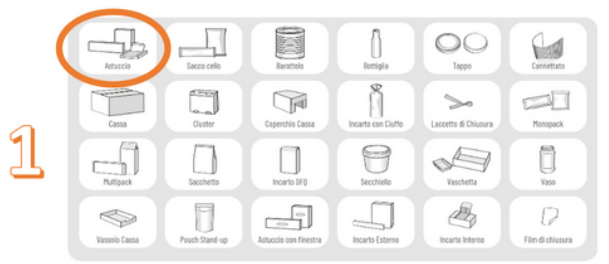 Astuccio
Sacco cello
Barattolo
Bottiglia
Tappo
Cannettato
Cassa
Cluster
Coperchio Cassa
Incarto con Ciuffo
Laccetto di Chiusura
Monopack
1
Multipack
Sacchetto
Incarto DFQ
Secchiello
Vaschetta
Vaso
Vassoio Cassa
Pouch Stand-up
Astuccio con finestra
Incarto Esterno
Incarto Interno
Film di chiusura